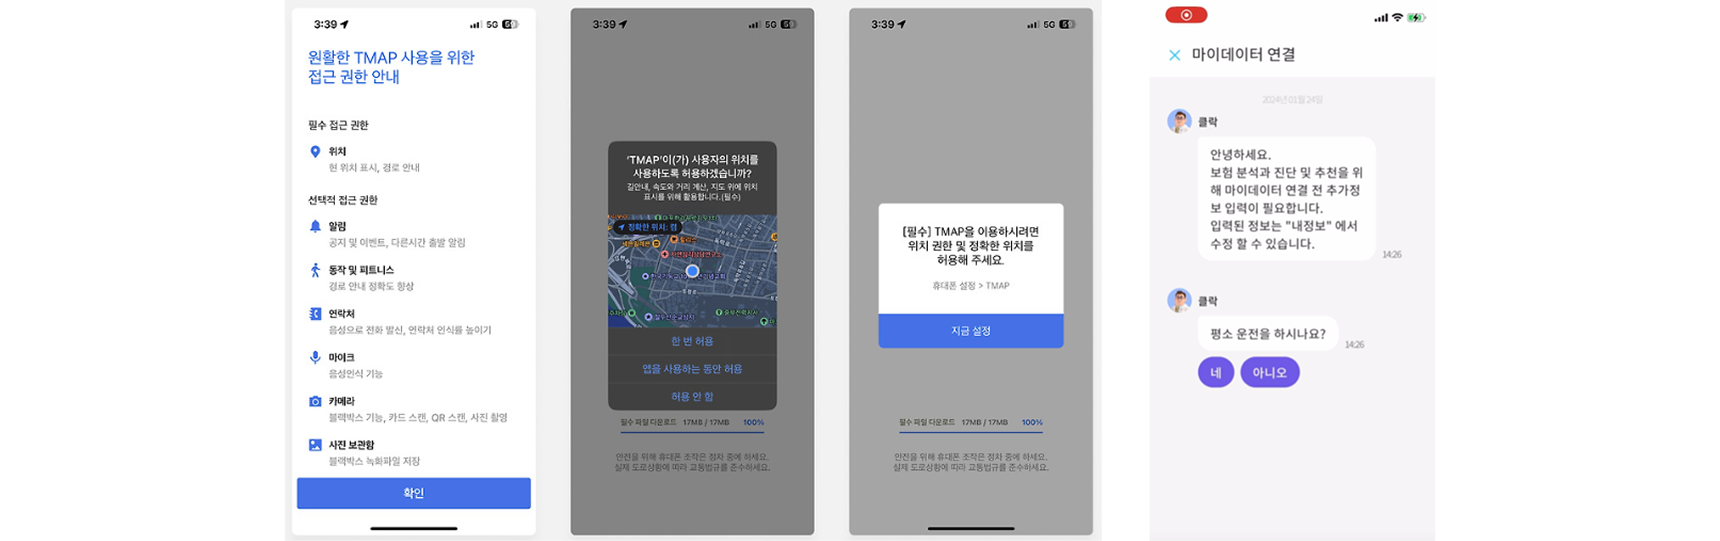 3:39
5G
원활한 TMAP 사용을 위한
접근 권한 안내
필수 접근 권한
위치
현 위치 표시, 경로 안내
선택적 접근 권한
알림
공지 및 이벤트, 다른시간 출발 알림
동작 및 피트니스
경로 안내 정확도 향상
연락처
음성으로 전화 발신, 연락처 인식률 높이기
마이크
음성인식 기능
카메라
블랙박스 기능, 카드 스캔, QR 스캔, 사진 촬영
사진 보관함
블랙박스 녹화파일 저장
확인
3:39
5G
'TMAP'이(가) 사용자의 위치를
사용하도록 허용하겠습니까?
길안내, 속도와 거리 계산, 지도 위에 위치
표시를 위해 활용합니다.(필수)
정확한 위치: 켬
한 번 허용
앱을 사용하는 동안 허용
허용 안 함
필수 파일 다운로드 17MB / 17MB 100%
안전을 위해 휴대폰 조작은 정차 중에 하세요.
실제 도로상황에 따라 교통법규를 준수하세요.
3:39
5G
[필수] TMAP을 이용하시려면
위치 권한 및 정확한 위치를
허용해 주세요.
휴대폰 설정 > TMAP
지금 설정
필수 파일 다운로드 17MB / 17MB 100%
안전을 위해 휴대폰 조작은 정차 중에 하세요.
실제 도로상황에 따라 교통법규를 준수하세요.
마이데이터 연결
2024년 01월 24일
클락
안녕하세요.
보험 분석과 진단 및 추천을 위
해 마이데이터 연결 전 추가정
보 입력이 필요합니다.
입력된 정보는 "내정보" 에서
수정 할 수 있습니다.
14:26
클락
평소 운전을 하시나요?
14:26
네
아니오